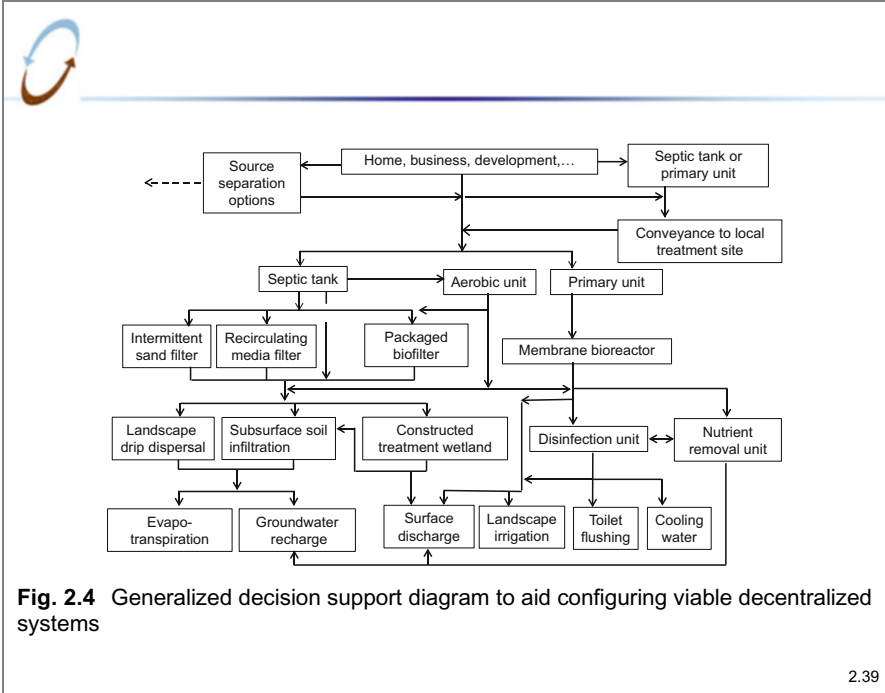 Home, business, development,...
Source
separation
options
Septic tank or
primary unit
Conveyance to local
treatment site
Septic tank
Aerobic unit
Primary unit
Intermittent
sand filter
Recirculating
media filter
Packaged
biofilter
Membrane bioreactor
Landscape
drip dispersal
Subsurface soil
infiltration
Constructed
treatment wetland
Disinfection unit
Nutrient
removal unit
Evapo-
transpiration
Groundwater
recharge
Surface
discharge
Landscape
irrigation
Toilet
flushing
Cooling
water
Fig. 2.4 Generalized decision support diagram to aid configuring viable decentralized
systems
2.39